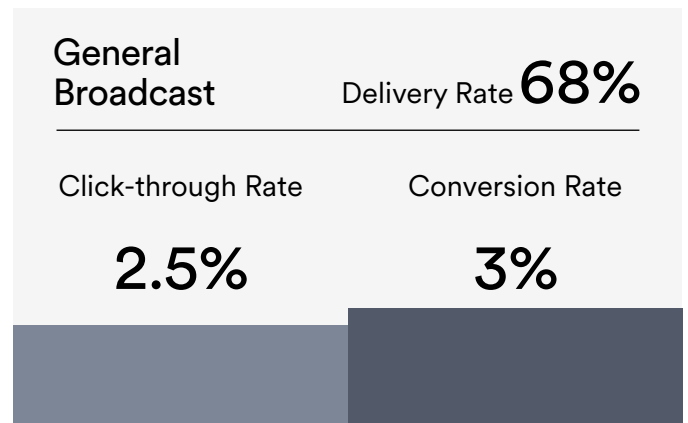 General
Broadcast
Delivery Rate 68%
Click-through Rate
Conversion Rate
2.5%
3%